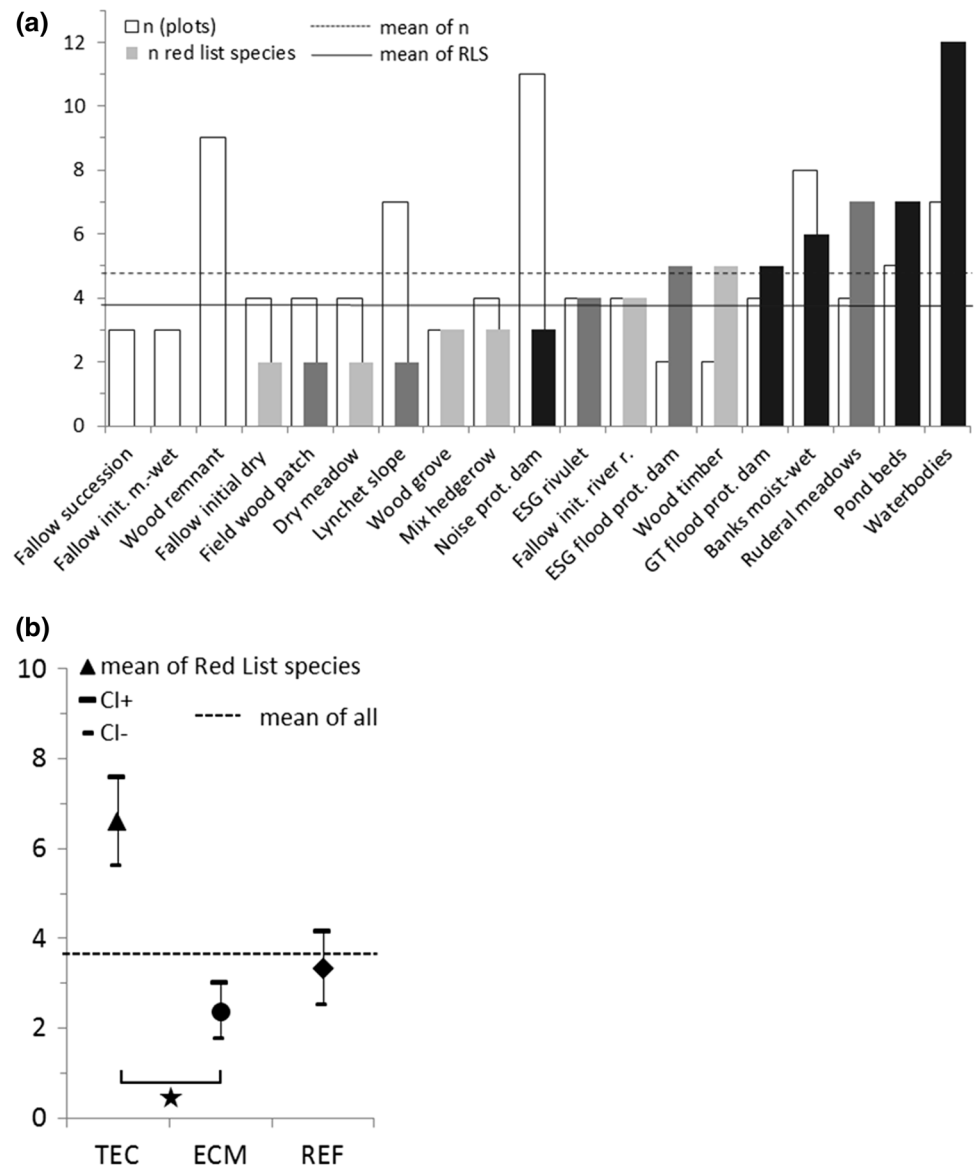 (a)
n (plots)
mean of n
n red list species
mean of RLS
12
10
8
6
4
2
0
Fallow succession
Fallow init. m.-wet
Wood remnant
Fallow initial dry
Field wood patch
Dry meadow
Lynchet slope
Wood grove
Mix hedgerow
Noise prot. dam
ESG rivulet
Fallow init. river r.
ESG flood prot. dam
Wood timber
GT flood prot. dam
Banks moist-wet
Ruderal meadows
Pond beds
Waterbodies
(b)
mean of Red List species
CI+
mean of all
CI-
10
8
6
4
2
0
TEC
ECM
REF